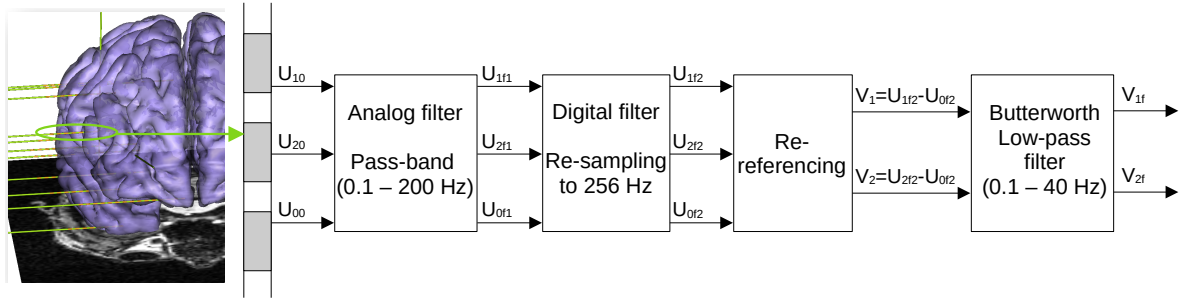 U10
U20
U00
Analog filter
Pass-band
(0.1 – 200 Hz)
U1f1
U2f1
U0f1
Digital filter
Re-sampling
to 256 Hz
U1f2
U2f2
U0f2
Re-
referencing
V1=U1f2-U0f2
V2=U2f2-U0f2
Butterworth
Low-pass
filter
(0.1 – 40 Hz)
V1f
V2f